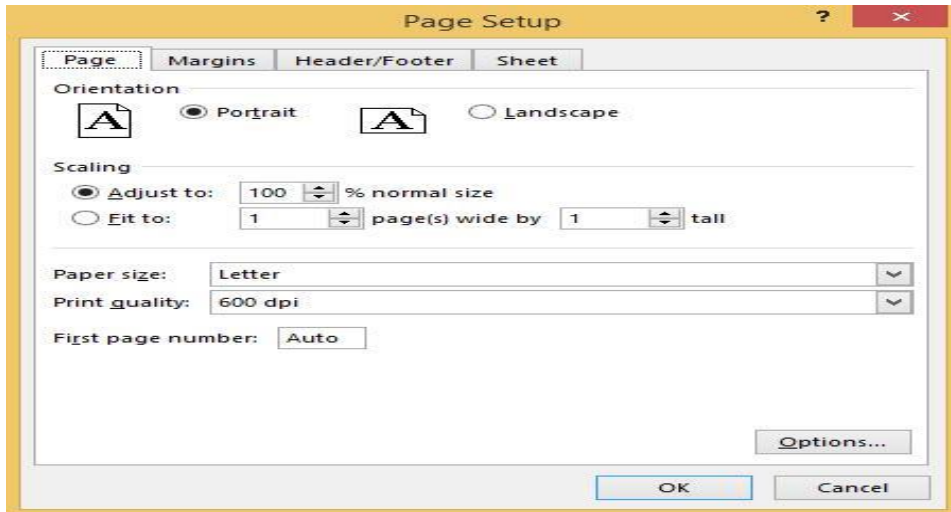 Page Setup ? ×
Page Margins Header/Footer Sheet
Orientation
A Portrait A Landscape
Scaling
Adjust to: 100 % normal size
Fit to: 1 page(s) wide by 1 tall
Paper size: Letter
Print quality: 600 dpi
First page number: Auto
Options...
OK Cancel